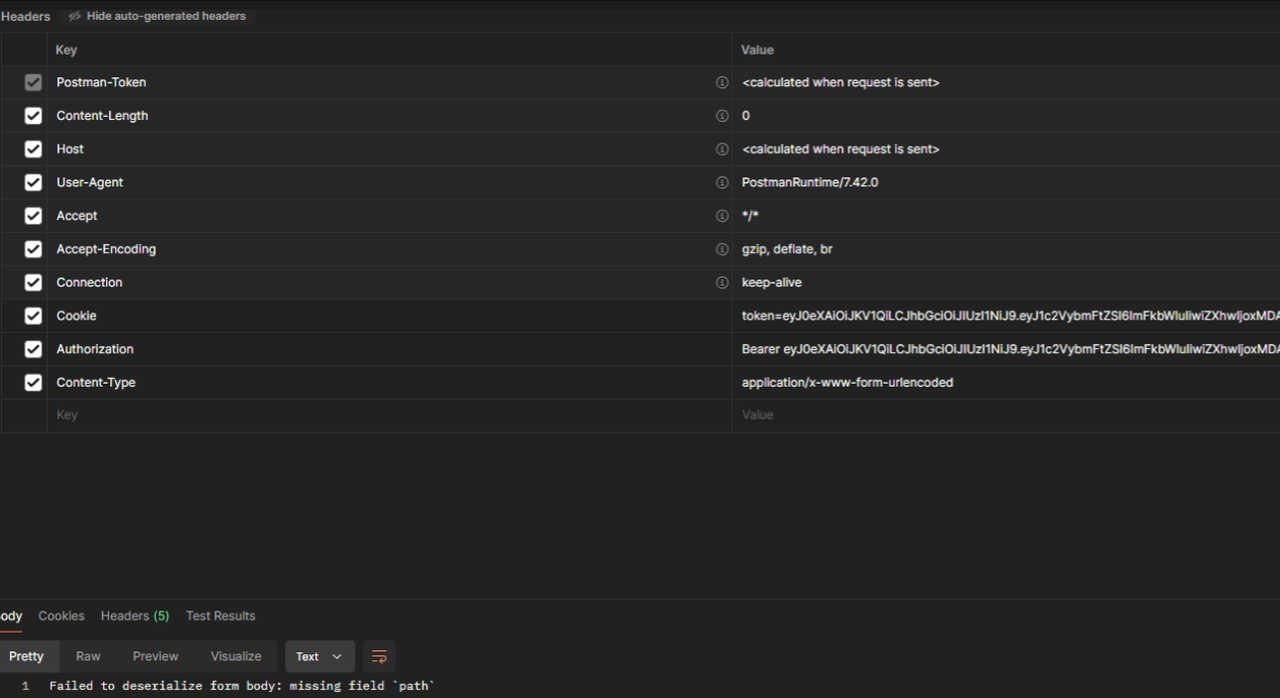 Headers Hide auto-generated headers
Key Value
Postman-Token <calculated when request is sent>
Content-Length 0
Host <calculated when request is sent>
User-Agent PostmanRuntime/7.42.0
Accept */*
Accept-Encoding gzip, deflate, br
Connection keep-alive
Cookie token=eyJ0eXAiOiJKV1QiLCJhbGciOiJIUzI1NiJ9.eyJ1c2VybmFtZSI6ImFkbWluIiwiZXhwIjoxMDA
Authorization Bearer eyJ0eXAiOiJKV1QiLCJhbGciOiJIUzI1NiJ9.eyJ1c2VybmFtZSI6ImFkbWluIiwiZXhwIjoxMDA
Content-Type application/x-www-form-urlencoded
Key Value
ody Cookies Headers (5) Test Results
Pretty Raw Preview Visualize Text
1 Failed to deserialize form body: missing field `path`